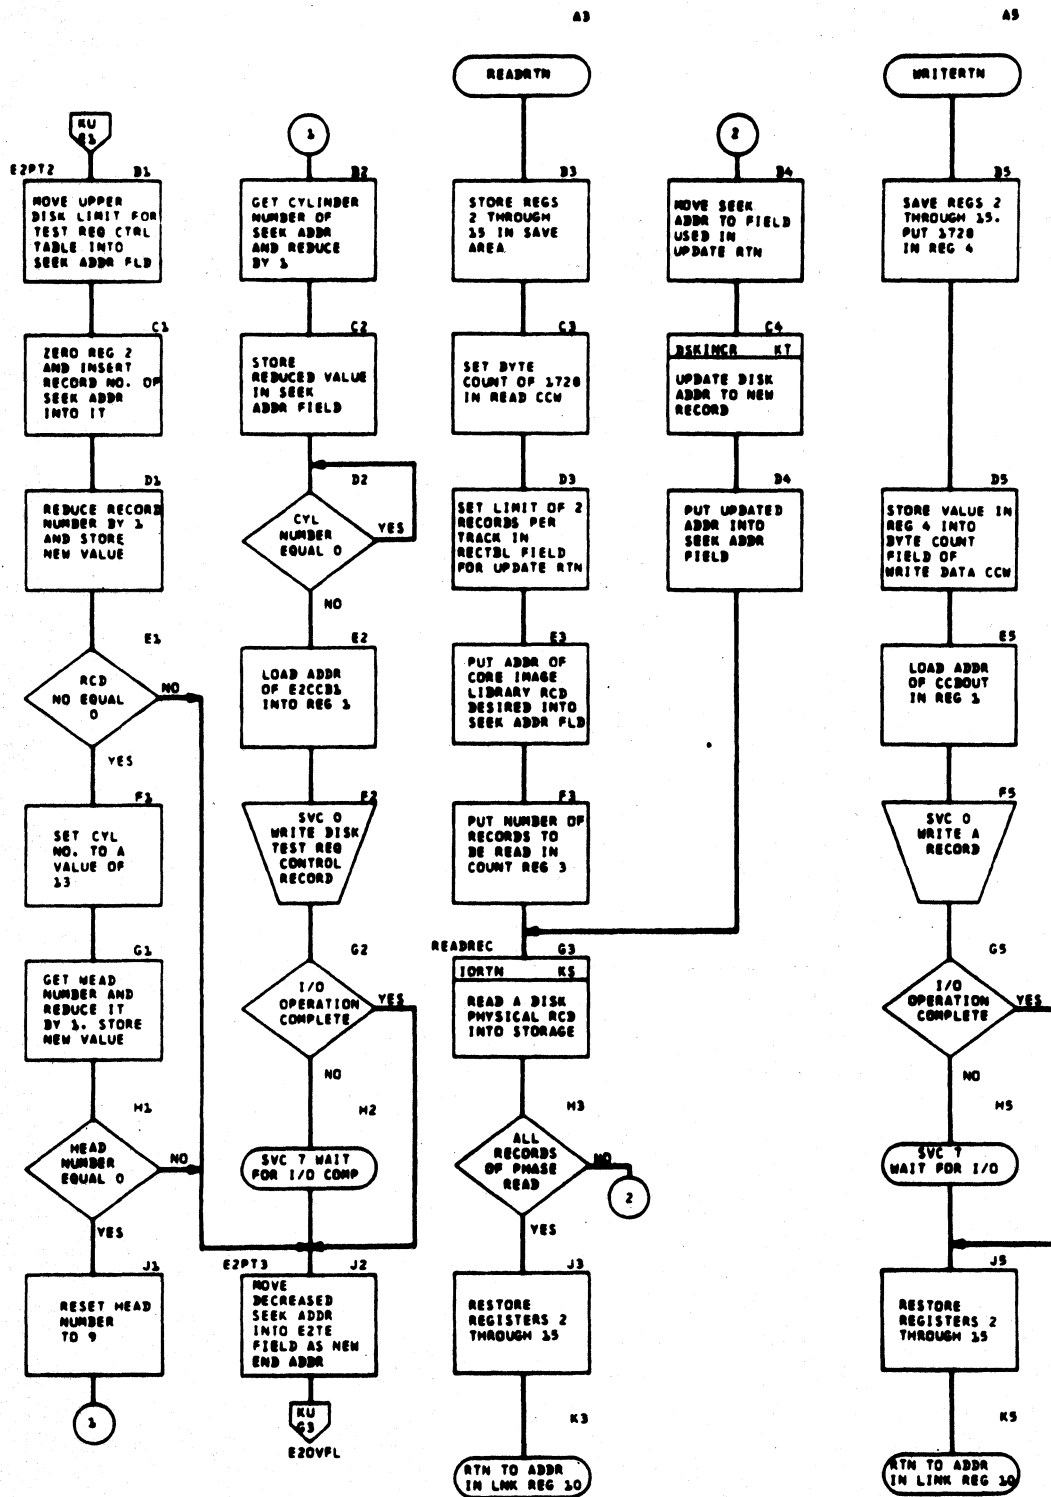 A3
A5
READRTN
WRITERTN
KU
E1
1
2
E2PT2
B1
MOVE UPPER
DISK LIMIT FOR
TEST REQ CTRL
TABLE INTO
SEEK ADDR FLD
B2
GET CYLINDER
NUMBER OF
SEEK ADDR
AND REDUCE
BY 1
B3
STORE REGS
2 THROUGH
15 IN SAVE
AREA
B4
MOVE SEEK
ADDR TO FIELD
USED IN
UPDATE RTN
B5
SAVE REGS 2
THROUGH 15.
PUT 1728
IN REG 4
C1
ZERO REG 2
AND INSERT
RECORD NO. OF
SEEK ADDR
INTO IT
C2
STORE
REDUCED VALUE
IN SEEK
ADDR FIELD
C3
SET BYTE
COUNT OF 1728
IN READ CCW
C4
DSKINCR KT
UPDATE DISK
ADDR TO NEW
RECORD
D1
REDUCE RECORD
NUMBER BY 1
AND STORE
NEW VALUE
D2
CYL
NUMBER
EQUAL 0
YES
NO
D3
SET LIMIT OF 2
RECORDS PER
TRACK IN
RECTBL FIELD
FOR UPDATE RTN
D4
PUT UPDATED
ADDR INTO
SEEK ADDR
FIELD
D5
STORE VALUE IN
REG 4 INTO
BYTE COUNT
FIELD OF
WRITE DATA CCW
E1
RCD
NO EQUAL
0
NO
YES
E2
LOAD ADDR
OF E2CCB1
INTO REG 1
E3
PUT ADDR OF
CORE IMAGE
LIBRARY RCD
DESIRED INTO
SEEK ADDR FLD
E5
LOAD ADDR
OF CCBOUT
IN REG 1
F1
SET CYL
NO. TO A
VALUE OF
13
F2
SVC 0
WRITE DISK
TEST REQ
CONTROL
RECORD
F3
PUT NUMBER OF
RECORDS TO
BE READ IN
COUNT REG 3
F5
SVC 0
WRITE A
RECORD
G1
GET HEAD
NUMBER AND
REDUCE IT
BY 1. STORE
NEW VALUE
G2
I/O
OPERATION
COMPLETE
YES
NO
READREC
G3
IORTN KS
READ A DISK
PHYSICAL RCD
INTO STORAGE
G5
I/O
OPERATION
COMPLETE
YES
NO
H1
HEAD
NUMBER
EQUAL 0
NO
YES
H2
SVC 7 WAIT
FOR I/O COMP
H3
ALL
RECORDS
OF PHASE
READ
NO
2
YES
H5
SVC 7
WAIT FOR I/O
J1
RESET HEAD
NUMBER
TO 9
1
E2PT3
J2
MOVE
DECREASED
SEEK ADDR
INTO E2TE
FIELD AS NEW
END ADDR
KU
G3
E2OVFL
J3
RESTORE
REGISTERS 2
THROUGH 15
J5
RESTORE
REGISTERS 2
THROUGH 15
K3
RTN TO ADDR
IN LNK REG 10
K5
RTN TO ADDR
IN LINK REG 10